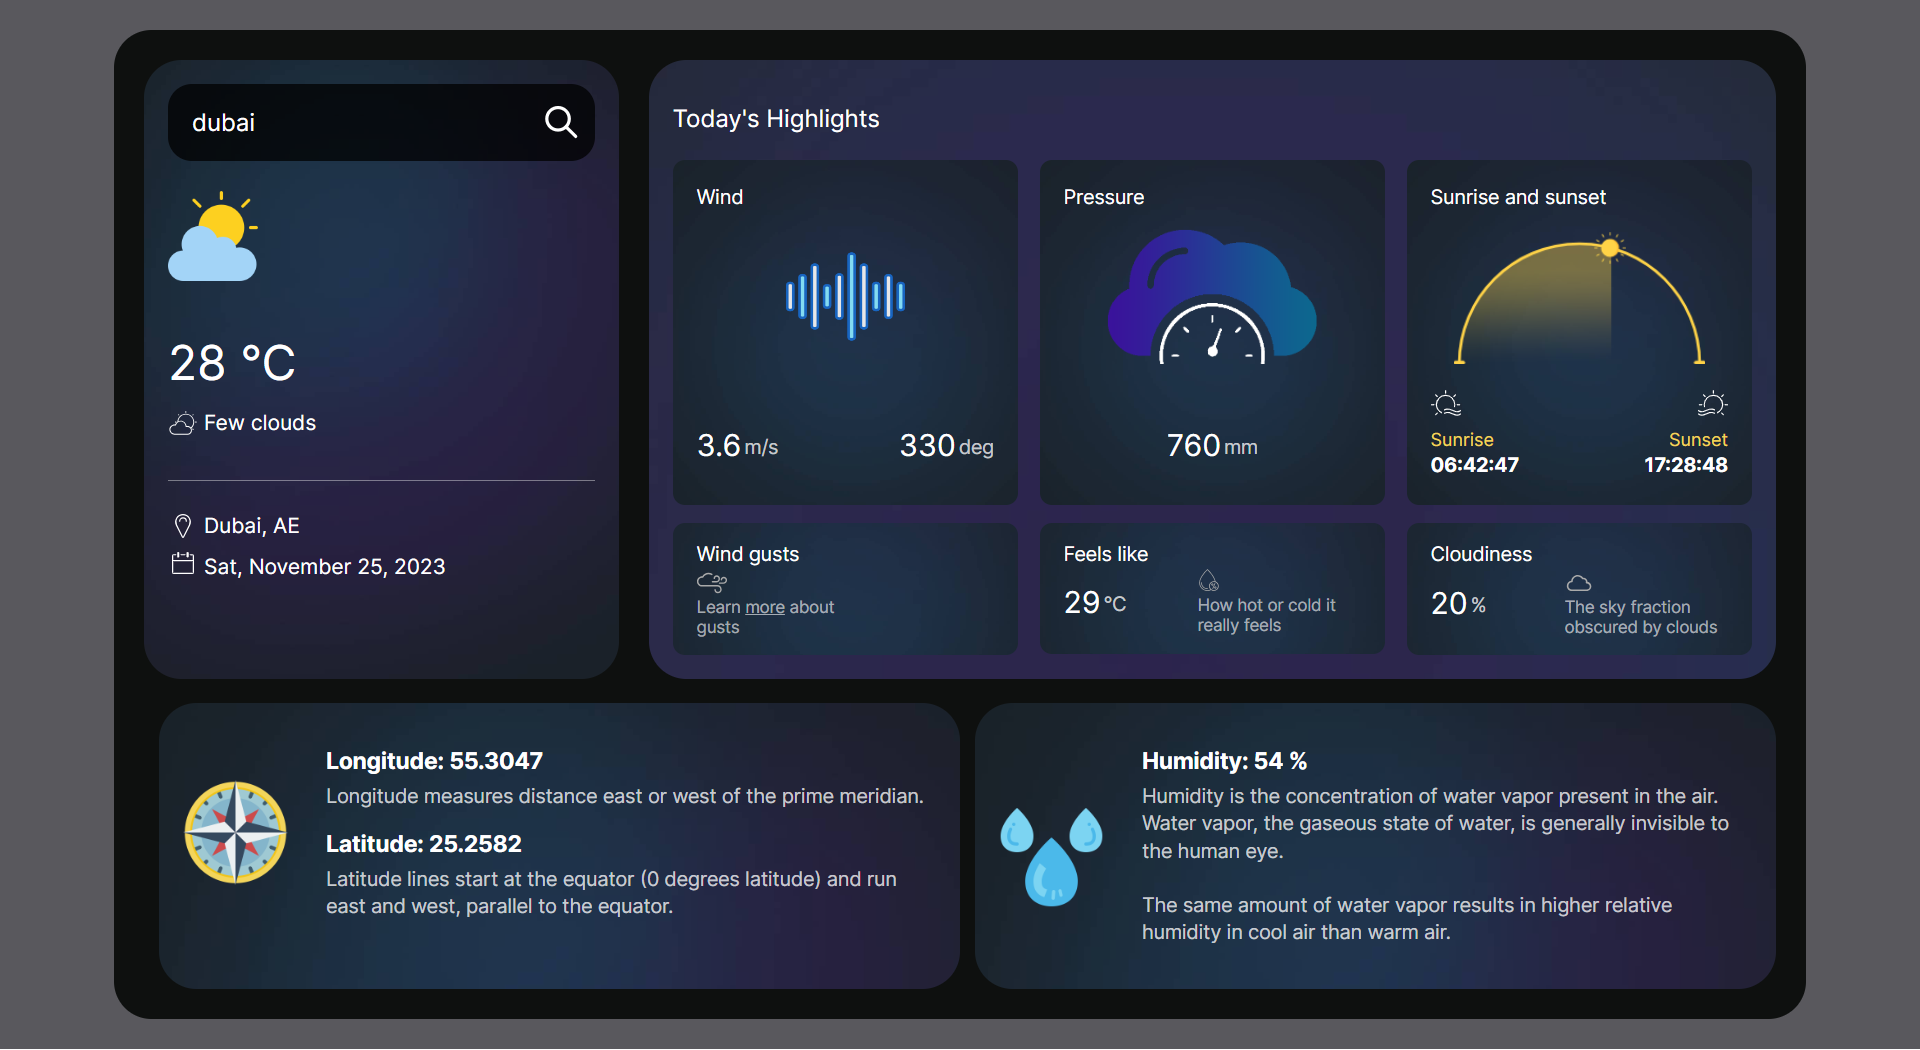 dubai
28 °C
Few clouds
Dubai, AE
Sat, November 25, 2023
Today's Highlights
Wind
3.6 m/s
330 deg
Pressure
760 mm
Sunrise and sunset
Sunrise
06:42:47
Sunset
17:28:48
Wind gusts
Learn more about
gusts
Feels like
29 °C
How hot or cold it
really feels
Cloudiness
20 %
The sky fraction
obscured by clouds
Longitude: 55.3047
Longitude measures distance east or west of the prime meridian.
Latitude: 25.2582
Latitude lines start at the equator (0 degrees latitude) and run
east and west, parallel to the equator.
Humidity: 54 %
Humidity is the concentration of water vapor present in the air.
Water vapor, the gaseous state of water, is generally invisible to
the human eye.
The same amount of water vapor results in higher relative
humidity in cool air than warm air.